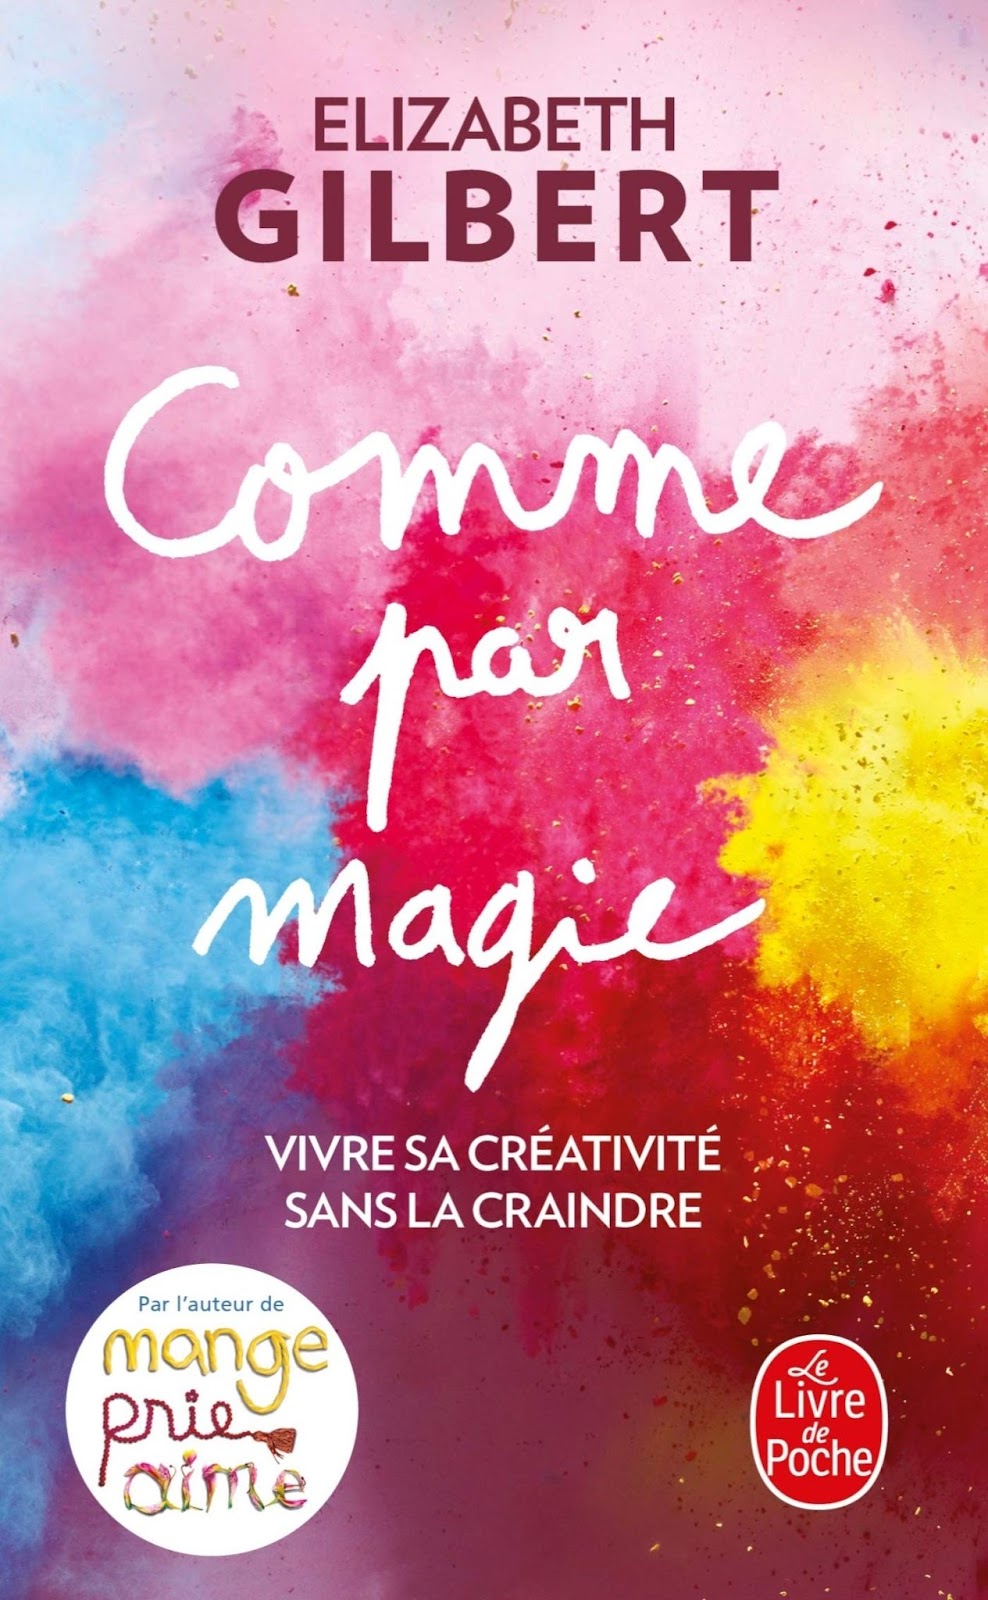 ELIZABETH
GILBERT
Comme
par
magie
VIVRE SA CRÉATIVITÉ
SANS LA CRAINDRE
Par l'auteur de
mange
prie
aime
Le
Livre
de
Poche